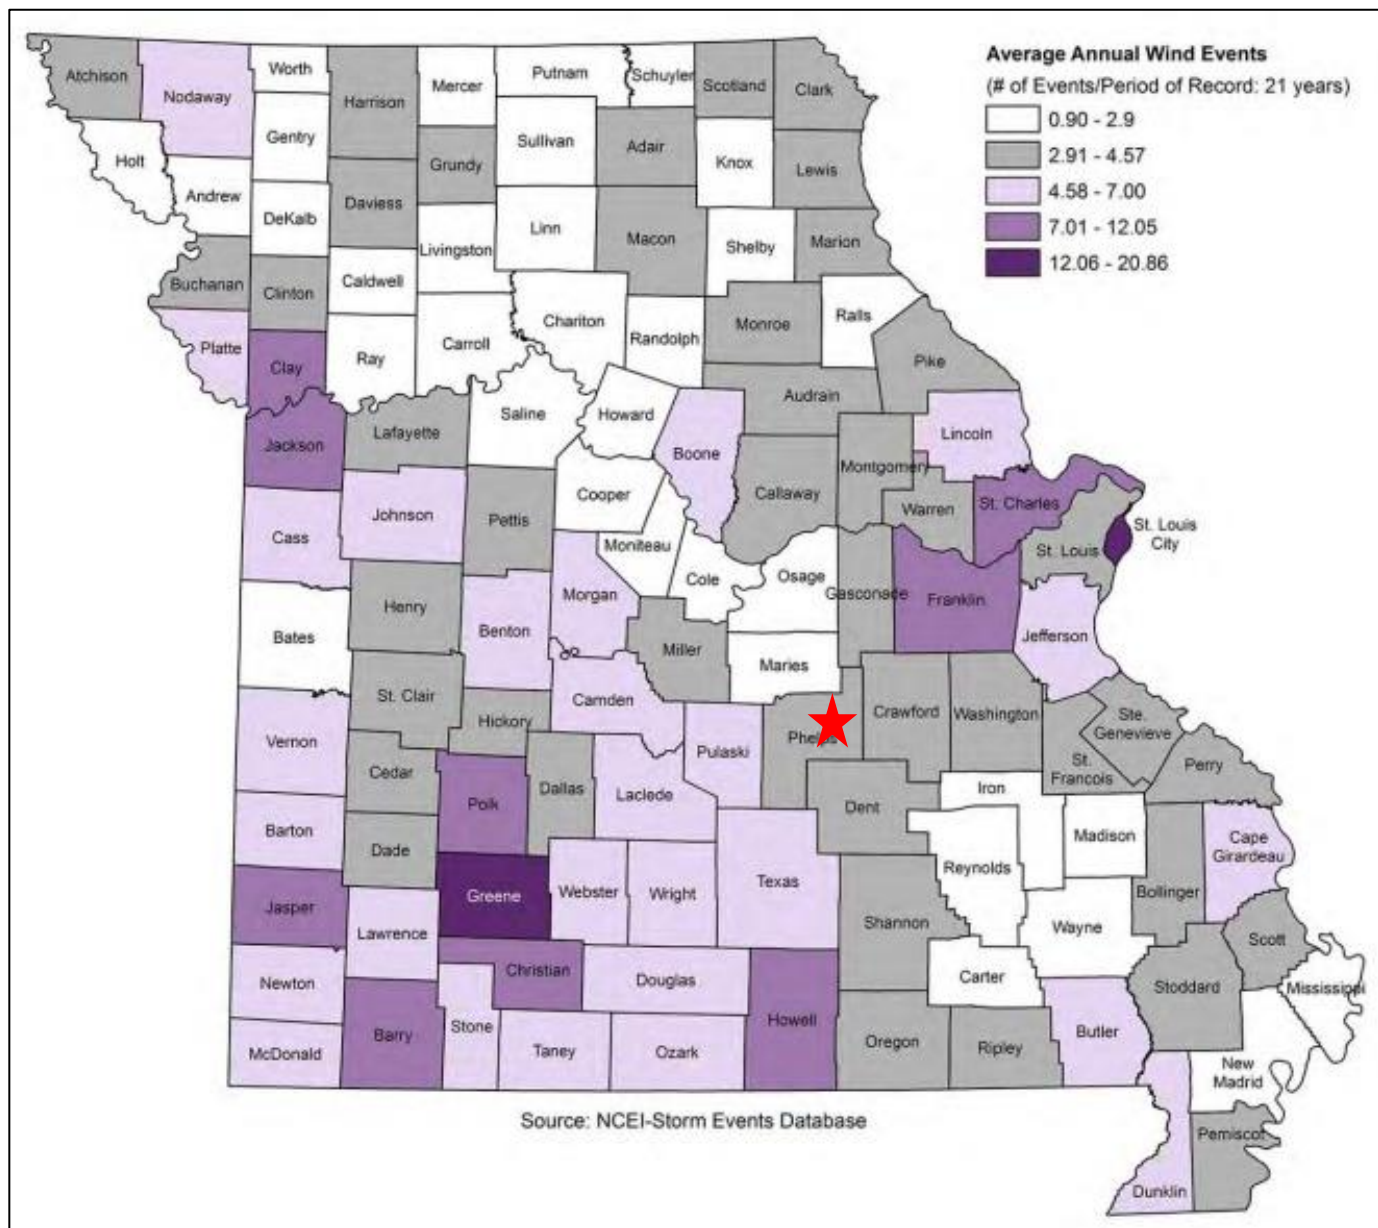 Average Annual Wind Events
(# of Events/Period of Record: 21 years)
0.90 - 2.9
2.91 - 4.57
4.58 - 7.00
7.01 - 12.05
12.06 - 20.86
Atchison
Nodaway
Worth
Harrison
Mercer
Putnam
Schuyler
Scotland
Clark
Holt
Gentry
Andrew
DeKalb
Daviess
Grundy
Sullivan
Adair
Knox
Lewis
Livingston
Linn
Macon
Shelby
Marion
Buchanan
Clinton
Caldwell
Chariton
Randolph
Monroe
Ralls
Platte
Clay
Ray
Carroll
Pike
Audrain
Saline
Howard
Boone
Lincoln
Jackson
Lafayette
Callaway
Montgomery
Warren
St. Charles
Cooper
Cass
Johnson
Pettis
Moniteau
St. Louis
St. Louis
City
Cole
Osage
Gasconade
Franklin
Jefferson
Bates
Henry
Benton
Morgan
Miller
Maries
Camden
St. Clair
Hickory
Pulaski
Phelps
Crawford
Washington
Ste.
Genevieve
St.
Francois
Perry
Vernon
Cedar
Polk
Dallas
Laclede
Dent
Iron
Madison
Cape
Girardeau
Barton
Dade
Greene
Webster
Wright
Texas
Reynolds
Bollinger
Jasper
Lawrence
Shannon
Wayne
Scott
Newton
Christian
Douglas
Carter
Stoddard
Mississippi
McDonald
Barry
Stone
Taney
Ozark
Howell
Oregon
Ripley
Butler
New
Madrid
Pemiscot
Dunklin
Source: NCEI-Storm Events Database